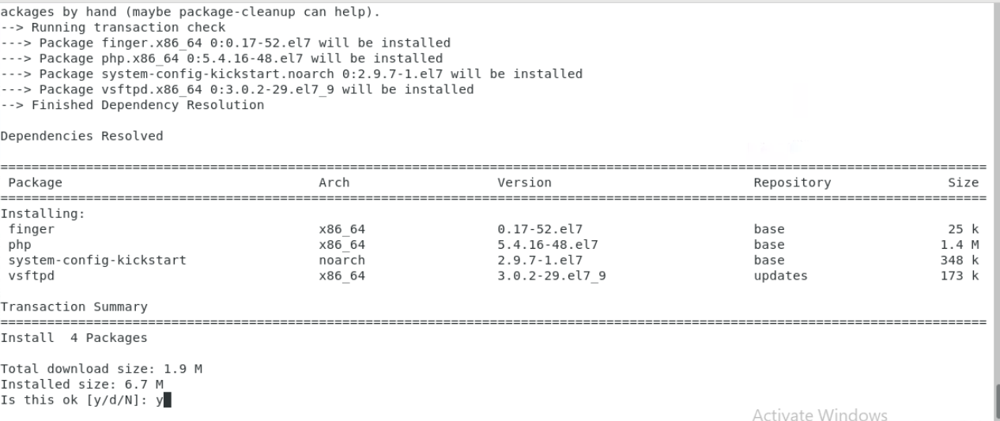 ackages by hand (maybe package-cleanup can help).
--> Running transaction check
---> Package finger.x86_64 0:0.17-52.el7 will be installed
---> Package php.x86_64 0:5.4.16-48.el7 will be installed
---> Package system-config-kickstart.noarch 0:2.9.7-1.el7 will be installed
---> Package vsftpd.x86_64 0:3.0.2-29.el7_9 will be installed
--> Finished Dependency Resolution
Dependencies Resolved
================================================================================================================================
Package Arch Version Repository Size
================================================================================================================================
Installing:
finger x86_64 0.17-52.el7 base 25 k
php x86_64 5.4.16-48.el7 base 1.4 M
system-config-kickstart noarch 2.9.7-1.el7 base 348 k
vsftpd x86_64 3.0.2-29.el7_9 updates 173 k
Transaction Summary
================================================================================================================================
Install  4 Packages
Total download size: 1.9 M
Installed size: 6.7 M
Is this ok [y/d/N]: y
Activate Windows